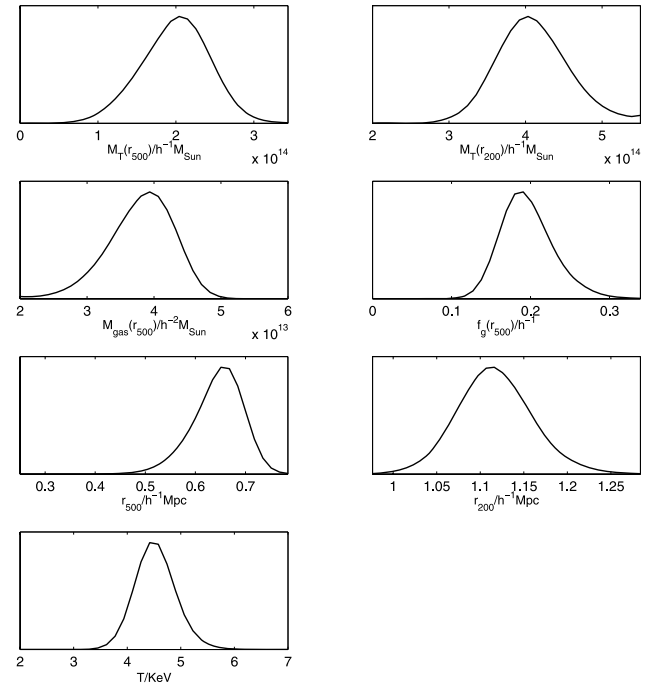 0 1 2 3
M_T(r_500)/h^-1 M_Sun
x 10^14
2 3 4 5
M_T(r_200)/h^-1 M_Sun
x 10^14
2 3 4 5 6
M_gas(r_500)/h^-2 M_Sun
x 10^13
0 0.1 0.2 0.3
f_g(r_500)/h^-1
0.3 0.4 0.5 0.6 0.7
r_500/h^-1 Mpc
1 1.05 1.1 1.15 1.2 1.25
r_200/h^-1 Mpc
2 3 4 5 6 7
T/KeV